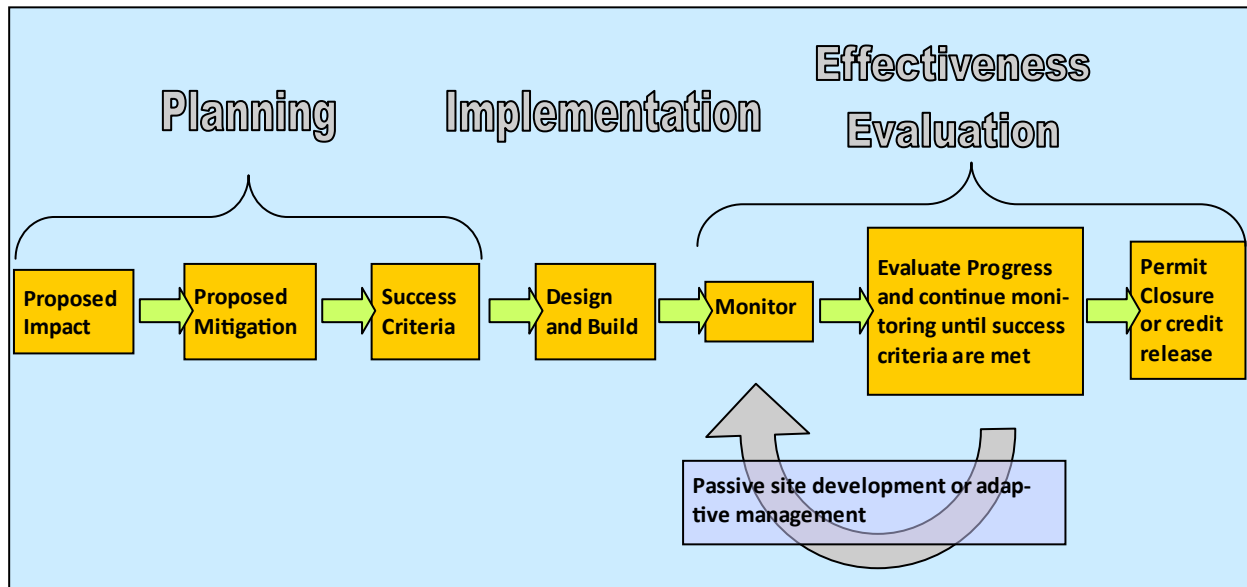 Planning
Implementation
Effectiveness
Evaluation
Proposed
Impact
Proposed
Mitigation
Success
Criteria
Design
and Build
Monitor
Evaluate Progress
and continue moni-
toring until success
criteria are met
Permit
Closure
or credit
release
Passive site development or adap-
tive management